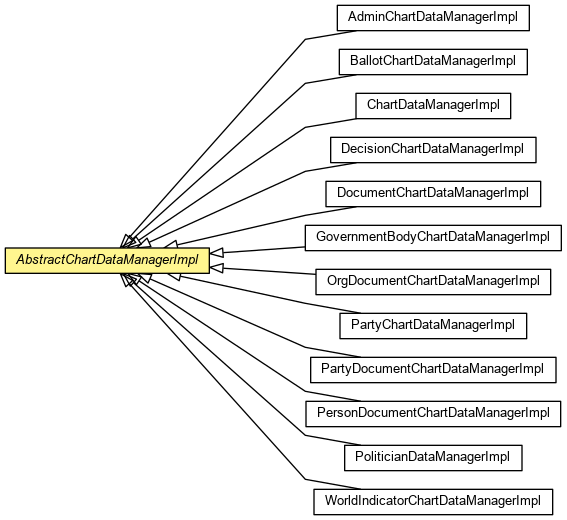 AdminChartDataManagerImpl
BallotChartDataManagerImpl
ChartDataManagerImpl
DecisionChartDataManagerImpl
DocumentChartDataManagerImpl
GovernmentBodyChartDataManagerImpl
AbstractChartDataManagerImpl
OrgDocumentChartDataManagerImpl
PartyChartDataManagerImpl
PartyDocumentChartDataManagerImpl
PersonDocumentChartDataManagerImpl
PoliticianDataManagerImpl
WorldIndicatorChartDataManagerImpl